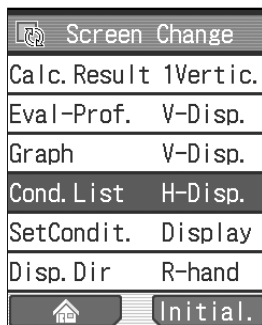 Screen Change
Calc.Result 1Vertic.
Eval-Prof. V-Disp.
Graph V-Disp.
Cond.List H-Disp.
SetCondit. Display
Disp.Dir R-hand
Initial.